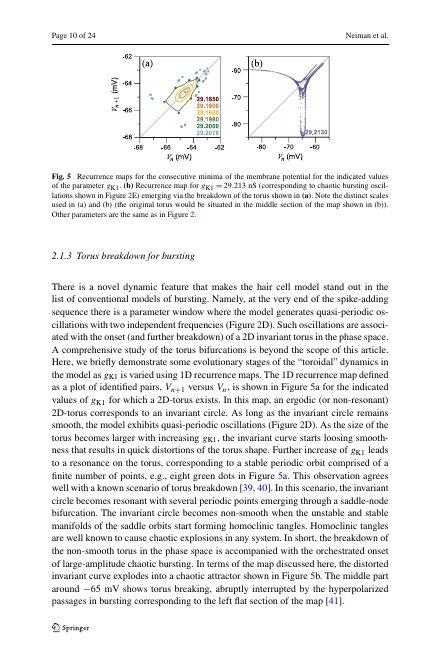 Page 10 of 24
Neiman et al.
(a)
(b)
-62
-64
-66
-68
Vn+1 (mV)
29.1850
29.1900
29.1920
29.1980
29.2000
29.2078
-68
-66
-64
-62
Vn (mV)
-60
-70
-80
29.2130
-80
-70
-60
Vn (mV)
Fig. 5 Recurrence maps for the consecutive minima of the membrane potential for the indicated values
of the parameter gK1. (b) Recurrence map for gK1 = 29.213 nS (corresponding to chaotic bursting oscil-
lations shown in Figure 2E) emerging via the breakdown of the torus shown in (a). Note the distinct scales
used in (a) and (b) (the original torus would be situated in the middle section of the map shown in (b)).
Other parameters are the same as in Figure 2.
2.1.3 Torus breakdown for bursting
There is a novel dynamic feature that makes the hair cell model stand out in the
list of conventional models of bursting. Namely, at the very end of the spike-adding
sequence there is a parameter window where the model generates quasi-periodic os-
cillations with two independent frequencies (Figure 2D). Such oscillations are associ-
ated with the onset (and further breakdown) of a 2D invariant torus in the phase space.
A comprehensive study of the torus bifurcations is beyond the scope of this article.
Here, we briefly demonstrate some evolutionary stages of the “toroidal” dynamics in
the model as gK1 is varied using 1D recurrence maps. The 1D recurrence map defined
as a plot of identified pairs, Vn+1 versus Vn, is shown in Figure 5a for the indicated
values of gK1 for which a 2D-torus exists. In this map, an ergodic (or non-resonant)
2D-torus corresponds to an invariant circle. As long as the invariant circle remains
smooth, the model exhibits quasi-periodic oscillations (Figure 2D). As the size of the
torus becomes larger with increasing gK1, the invariant curve starts loosing smooth-
ness that results in quick distortions of the torus shape. Further increase of gK1 leads
to a resonance on the torus, corresponding to a stable periodic orbit comprised of a
finite number of points, e.g., eight green dots in Figure 5a. This observation agrees
well with a known scenario of torus breakdown [39, 40]. In this scenario, the invariant
circle becomes resonant with several periodic points emerging through a saddle-node
bifurcation. The invariant circle becomes non-smooth when the unstable and stable
manifolds of the saddle orbits start forming homoclinic tangles. Homoclinic tangles
are well known to cause chaotic explosions in any system. In short, the breakdown of
the non-smooth torus in the phase space is accompanied with the orchestrated onset
of large-amplitude chaotic bursting. In terms of the map discussed here, the distorted
invariant curve explodes into a chaotic attractor shown in Figure 5b. The middle part
around −65 mV shows torus breaking, abruptly interrupted by the hyperpolarized
passages in bursting corresponding to the left flat section of the map [41].
Springer